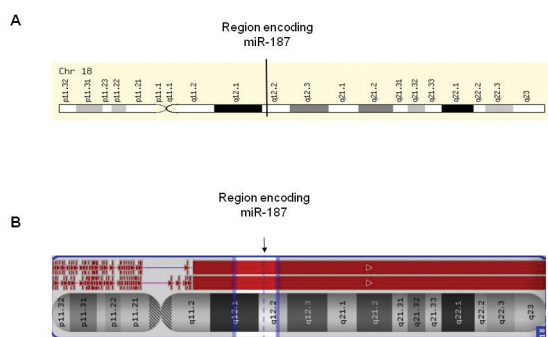 A
Region encoding
miR-187
Chr 18
p11.32 p11.31 p11.23 p11.22 p11.21 p11.1 q11.1 q11.2 q12.1 q12.2 q12.3 q21.1 q21.2 q21.31 q21.32 q21.33 q22.1 q22.2 q22.3 q23
Region encoding
miR-187
B
p11.32 p11.31 p11.22 p11.21 q11.2 q12.1 q12.2 q12.3 q21.1 q21.2 q21.31 q21.32 q21.33 q22.1 q22.2 q22.3 q23
18